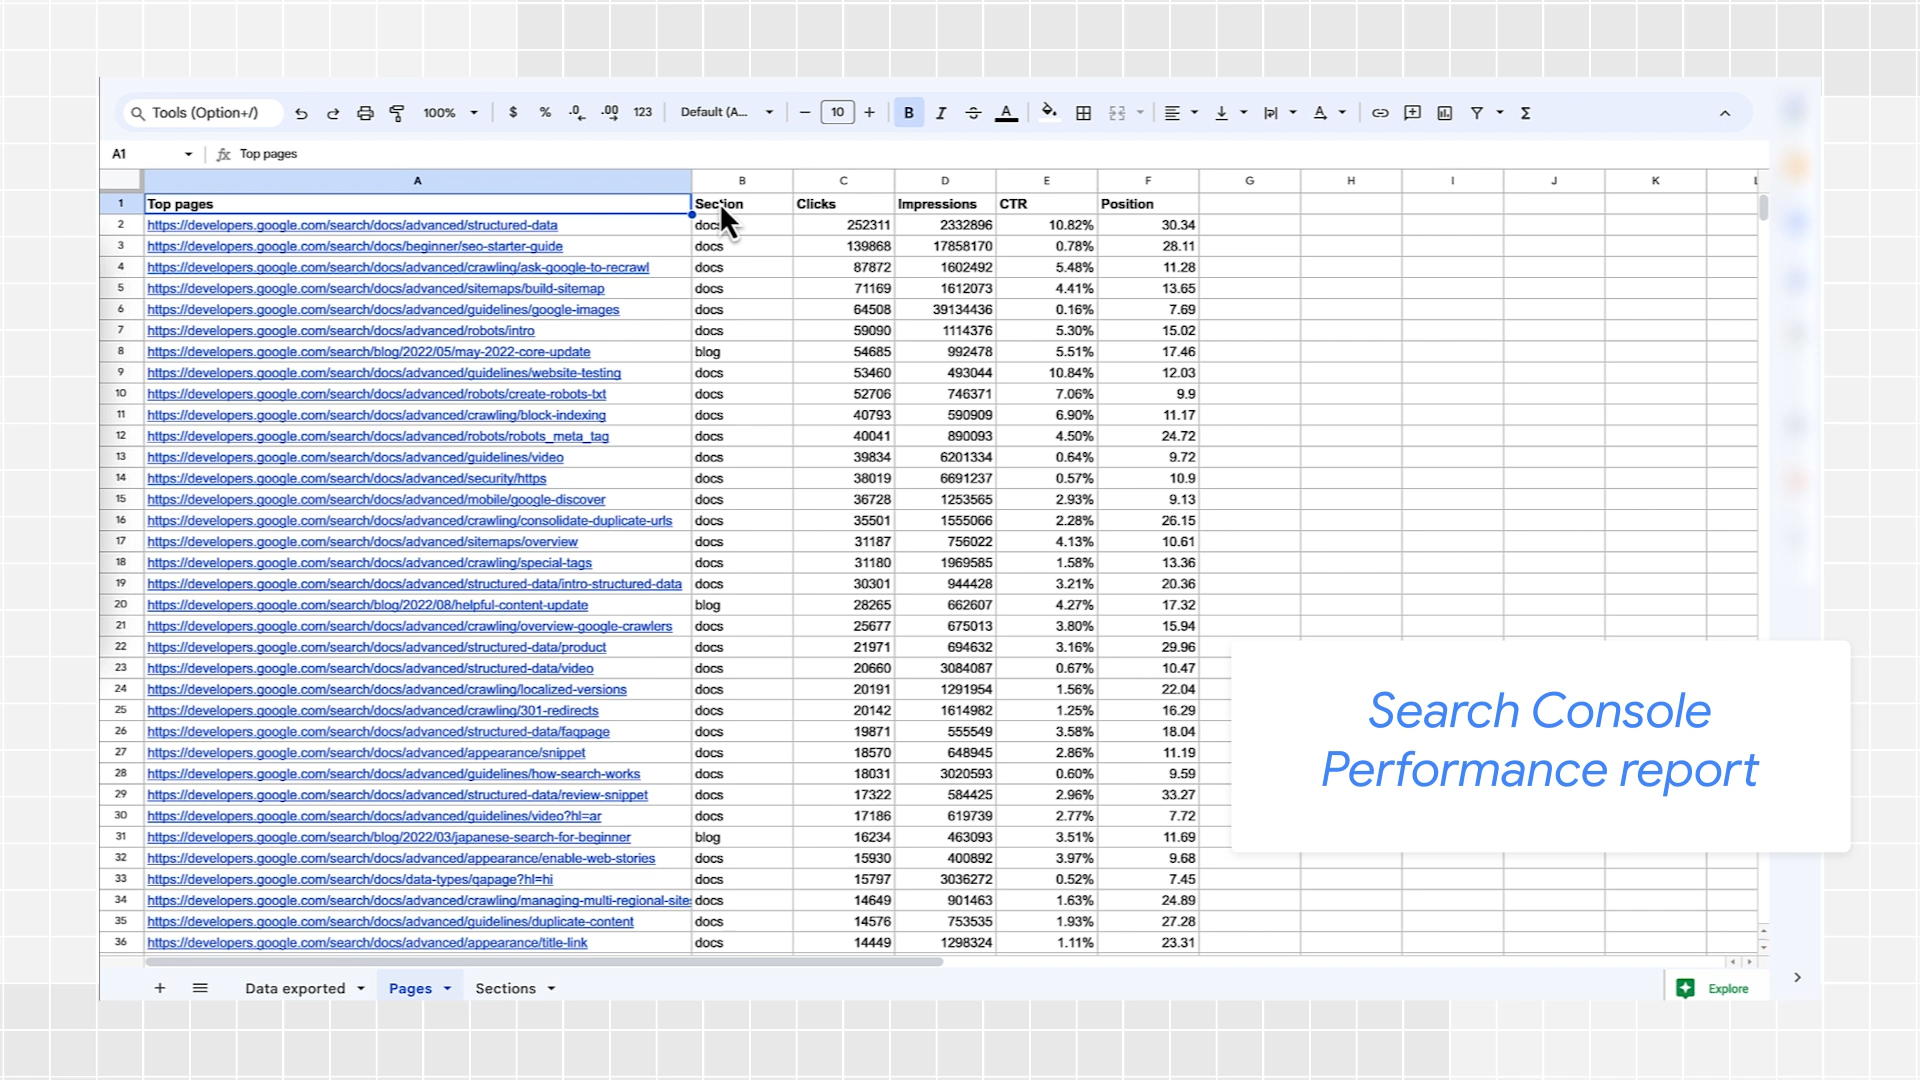 Tools (Option+/) 100% $ % .0 .00 123 Default (A... − 10 + B I S A A Σ
A1 fx Top pages
A B C D E F G H I J K L
1 Top pages Section Clicks Impressions CTR Position
2 https://developers.google.com/search/docs/advanced/structured-data docs 252311 2332896 10.82% 30.34
3 https://developers.google.com/search/docs/beginner/seo-starter-guide docs 139868 17858170 0.78% 28.11
4 https://developers.google.com/search/docs/advanced/crawling/ask-google-to-recrawl docs 87872 1602492 5.48% 11.28
5 https://developers.google.com/search/docs/advanced/sitemaps/build-sitemap docs 71169 1612073 4.41% 13.65
6 https://developers.google.com/search/docs/advanced/guidelines/google-images docs 64508 39134436 0.16% 7.69
7 https://developers.google.com/search/docs/advanced/robots/intro docs 59090 1114376 5.30% 15.02
8 https://developers.google.com/search/blog/2022/05/may-2022-core-update blog 54685 992478 5.51% 17.46
9 https://developers.google.com/search/docs/advanced/guidelines/website-testing docs 53460 493044 10.84% 12.03
10 https://developers.google.com/search/docs/advanced/robots/create-robots-txt docs 52706 746371 7.06% 9.9
11 https://developers.google.com/search/docs/advanced/crawling/block-indexing docs 40793 590909 6.90% 11.17
12 https://developers.google.com/search/docs/advanced/robots/robots_meta_tag docs 40041 890093 4.50% 24.72
13 https://developers.google.com/search/docs/advanced/guidelines/video docs 39834 6201334 0.64% 9.72
14 https://developers.google.com/search/docs/advanced/security/https docs 38019 6691237 0.57% 10.9
15 https://developers.google.com/search/docs/advanced/mobile/google-discover docs 36728 1253565 2.93% 9.13
16 https://developers.google.com/search/docs/advanced/crawling/consolidate-duplicate-urls docs 35501 1555066 2.28% 26.15
17 https://developers.google.com/search/docs/advanced/sitemaps/overview docs 31187 756022 4.13% 10.61
18 https://developers.google.com/search/docs/advanced/crawling/special-tags docs 31180 1969585 1.58% 13.36
19 https://developers.google.com/search/docs/advanced/structured-data/intro-structured-data docs 30301 944428 3.21% 20.36
20 https://developers.google.com/search/blog/2022/08/helpful-content-update blog 28265 662607 4.27% 17.32
21 https://developers.google.com/search/docs/advanced/crawling/overview-google-crawlers docs 25677 675013 3.80% 15.94
22 https://developers.google.com/search/docs/advanced/structured-data/product docs 21971 694632 3.16% 29.96
23 https://developers.google.com/search/docs/advanced/structured-data/video docs 20660 3084087 0.67% 10.47
24 https://developers.google.com/search/docs/advanced/crawling/localized-versions docs 20191 1291954 1.56% 22.04
25 https://developers.google.com/search/docs/advanced/crawling/301-redirects docs 20142 1614982 1.25% 16.29
26 https://developers.google.com/search/docs/advanced/structured-data/faqpage docs 19871 555549 3.58% 18.04
27 https://developers.google.com/search/docs/advanced/appearance/snippet docs 18570 648945 2.86% 11.19
28 https://developers.google.com/search/docs/advanced/guidelines/how-search-works docs 18031 3020593 0.60% 9.59
29 https://developers.google.com/search/docs/advanced/structured-data/review-snippet docs 17322 584425 2.96% 33.27
30 https://developers.google.com/search/docs/advanced/guidelines/video?hl=ar docs 17186 619739 2.77% 7.72
31 https://developers.google.com/search/blog/2022/03/japanese-search-for-beginner blog 16234 463093 3.51% 11.69
32 https://developers.google.com/search/docs/advanced/appearance/enable-web-stories docs 15930 400892 3.97% 9.68
33 https://developers.google.com/search/docs/data-types/qapage?hl=hi docs 15797 3036272 0.52% 7.45
34 https://developers.google.com/search/docs/advanced/crawling/managing-multi-regional-sites docs 14649 901463 1.63% 24.89
35 https://developers.google.com/search/docs/advanced/guidelines/duplicate-content docs 14576 753535 1.93% 27.28
36 https://developers.google.com/search/docs/advanced/appearance/title-link docs 14449 1298324 1.11% 23.31
Search Console
Performance report
+ Data exported Pages Sections Explore